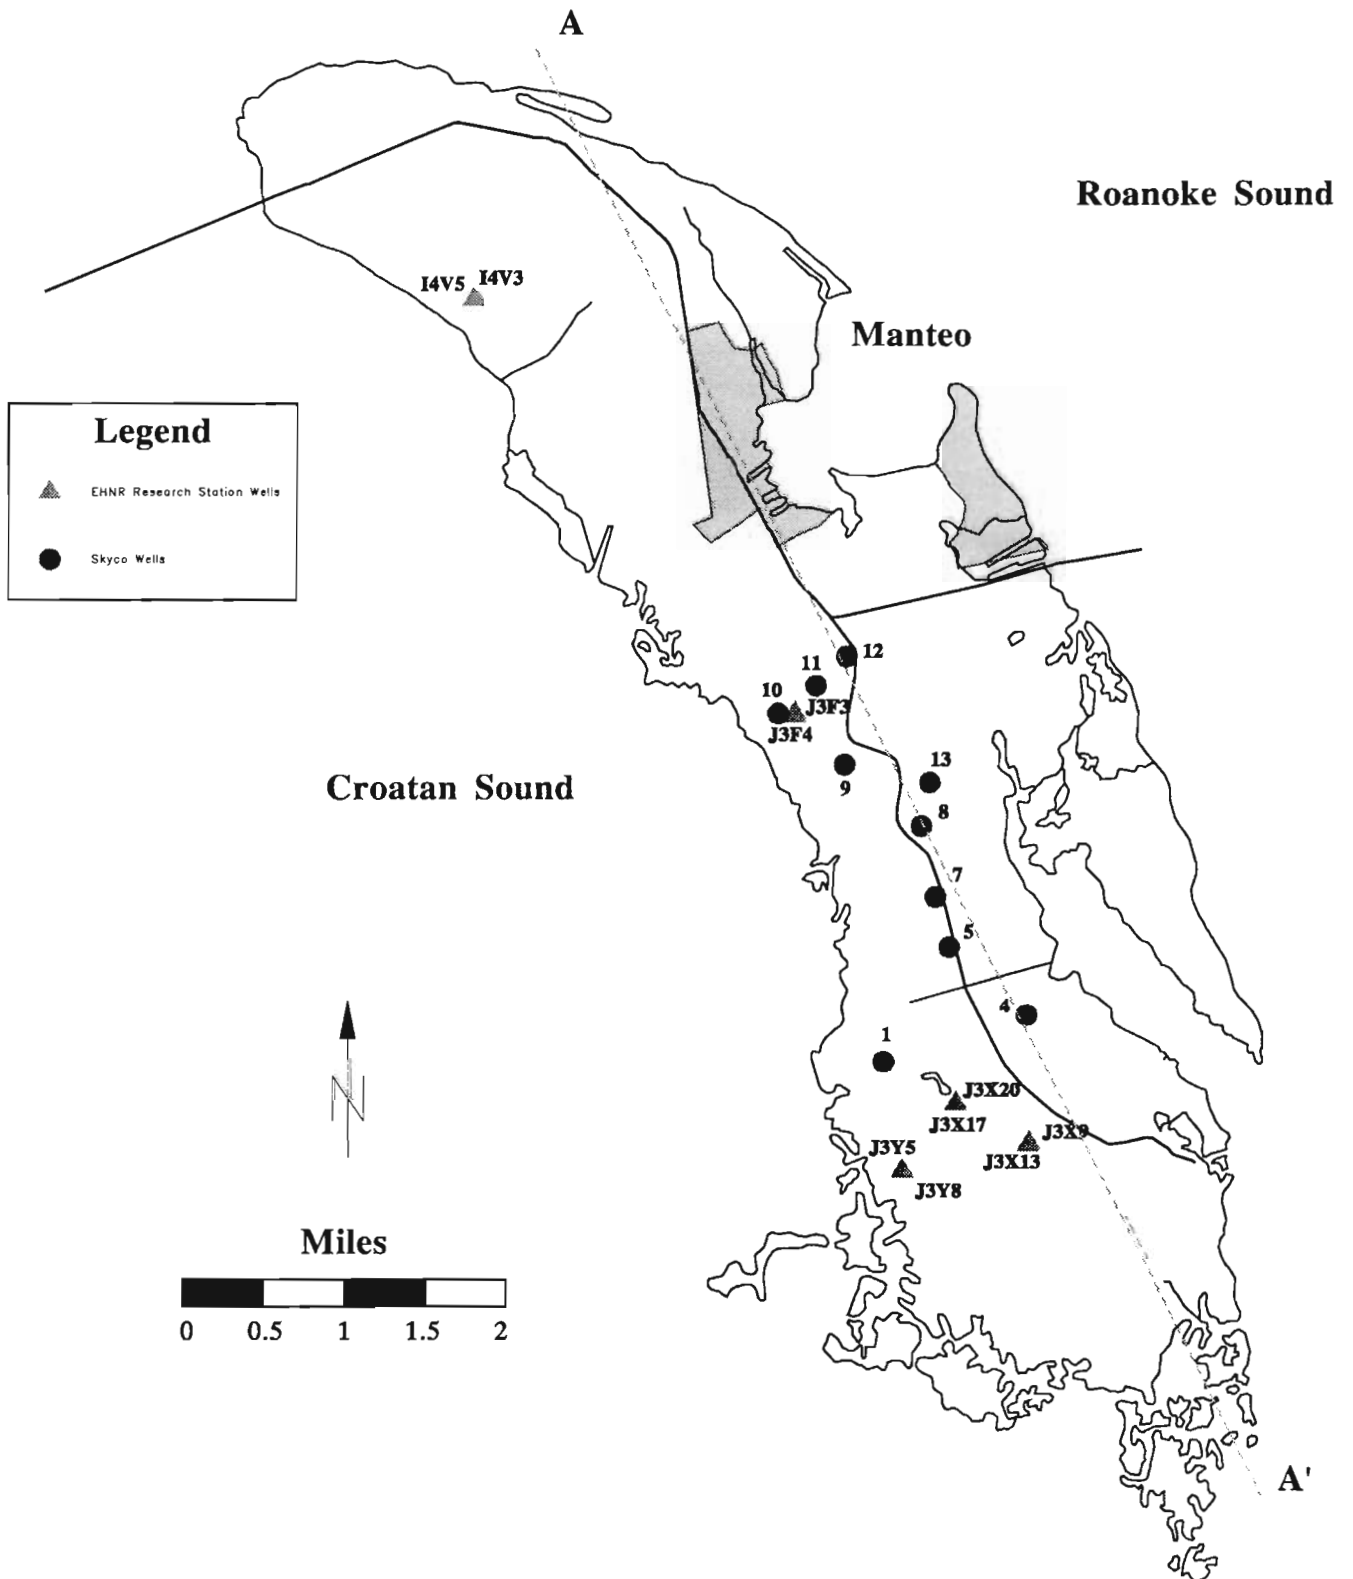 A
Roanoke Sound
I4V5 I4V3
Manteo
Legend
EHNR Research Station Wells
Skyco Wells
12
11
10
J3F3
J3F4
13
9
Croatan Sound
8
7
5
4
1
J3X20
J3X17
J3X9
J3Y5
J3X13
J3Y8
N
Miles
0 0.5 1 1.5 2
A'